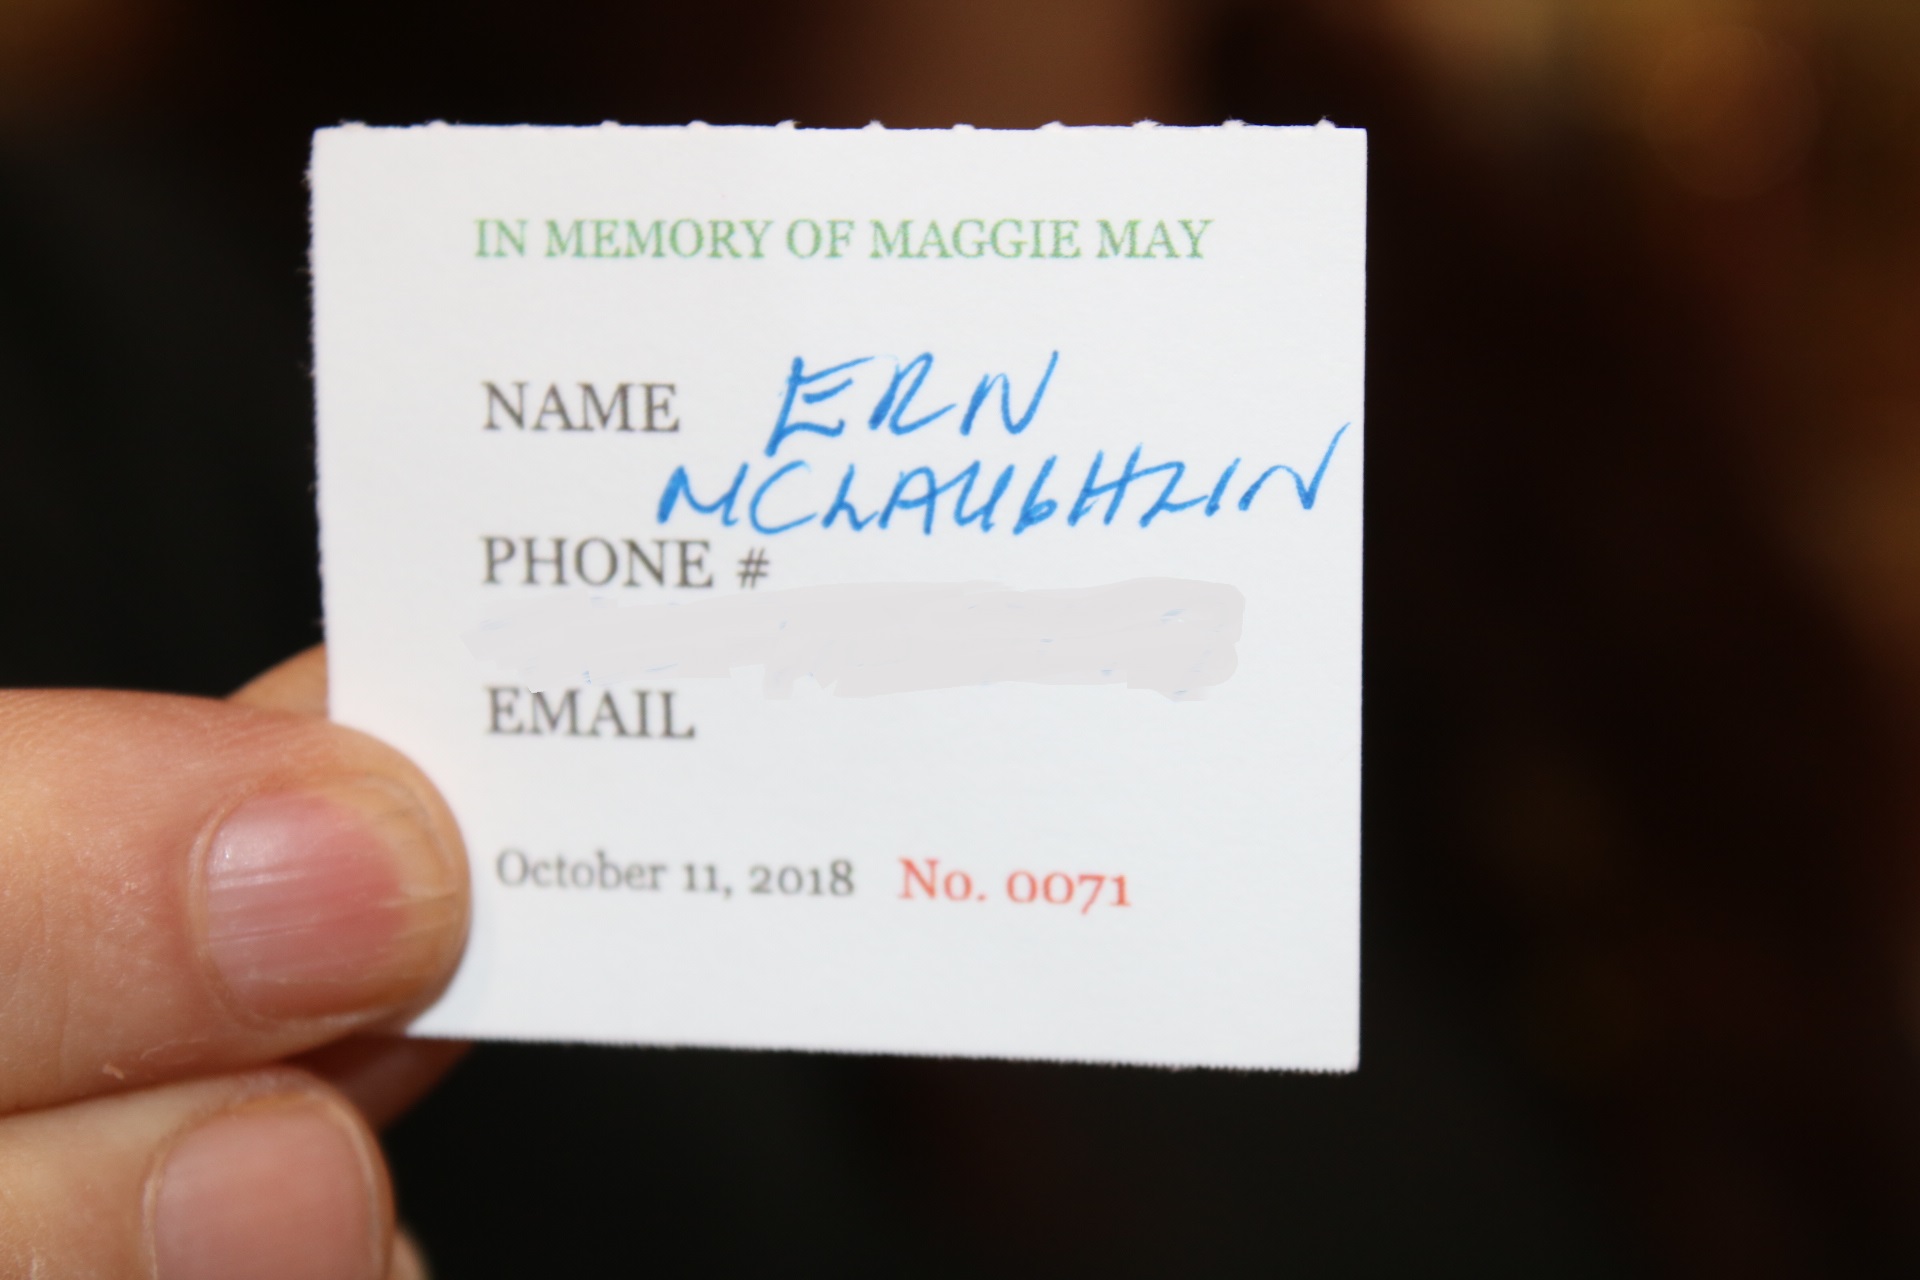 IN MEMORY OF MAGGIE MAY
NAME ERN
MCLAUGHLIN
PHONE #
EMAIL
October 11, 2018 No. 0071